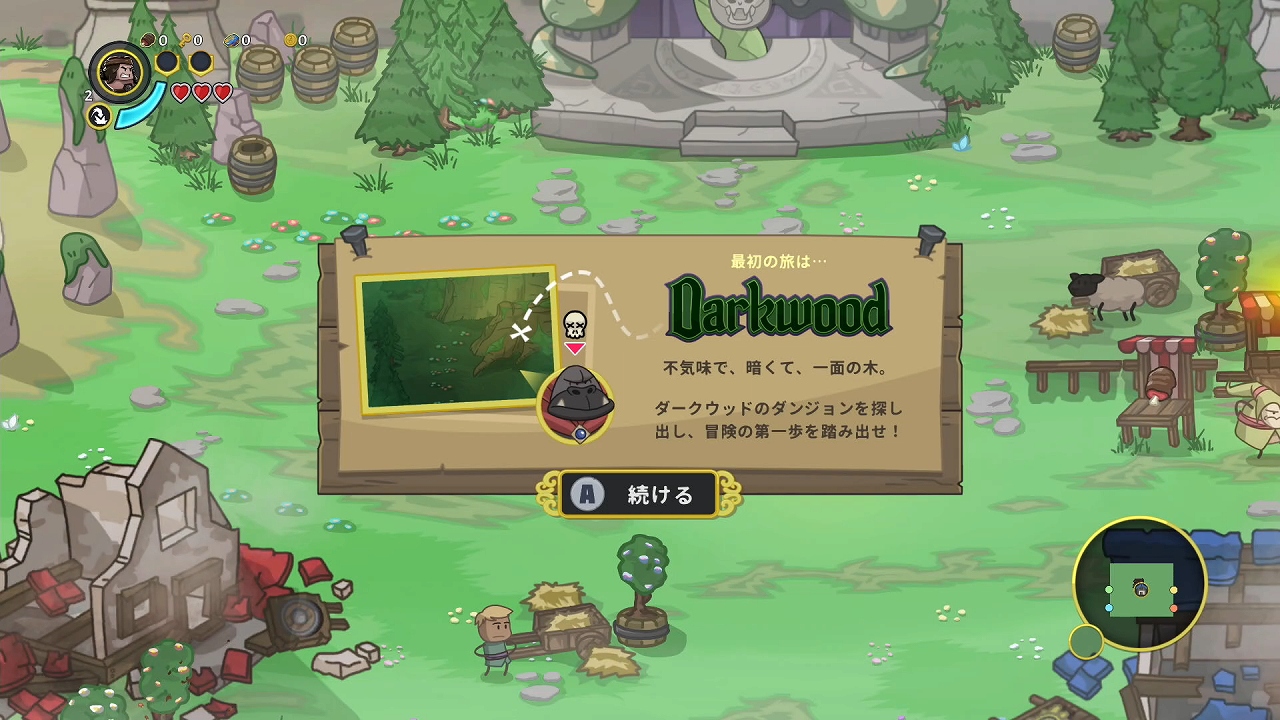 0 0 0 0
2
最初の旅は…
Darkwood
不気味で、暗くて、一面の木。
ダークウッドのダンジョンを探し
出し、冒険の第一歩を踏み出せ！
A 続ける